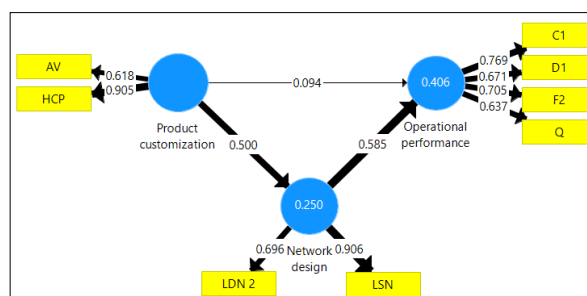 C1
AV
0.769
D1
0.618
0.406
0.671
0.094
HCP
0.905
0.705
F2
0.637
Product
customization
Operational
performance
Q
0.500
0.585
0.250
0.696
Network
design
0.906
LDN 2
LSN